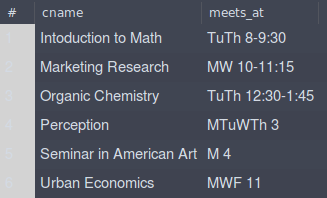 # cname meets_at
1 Intoduction to Math TuTh 8-9:30
2 Marketing Research MW 10-11:15
3 Organic Chemistry TuTh 12:30-1:45
4 Perception MTuWTh 3
5 Seminar in American Art M 4
6 Urban Economics MWF 11